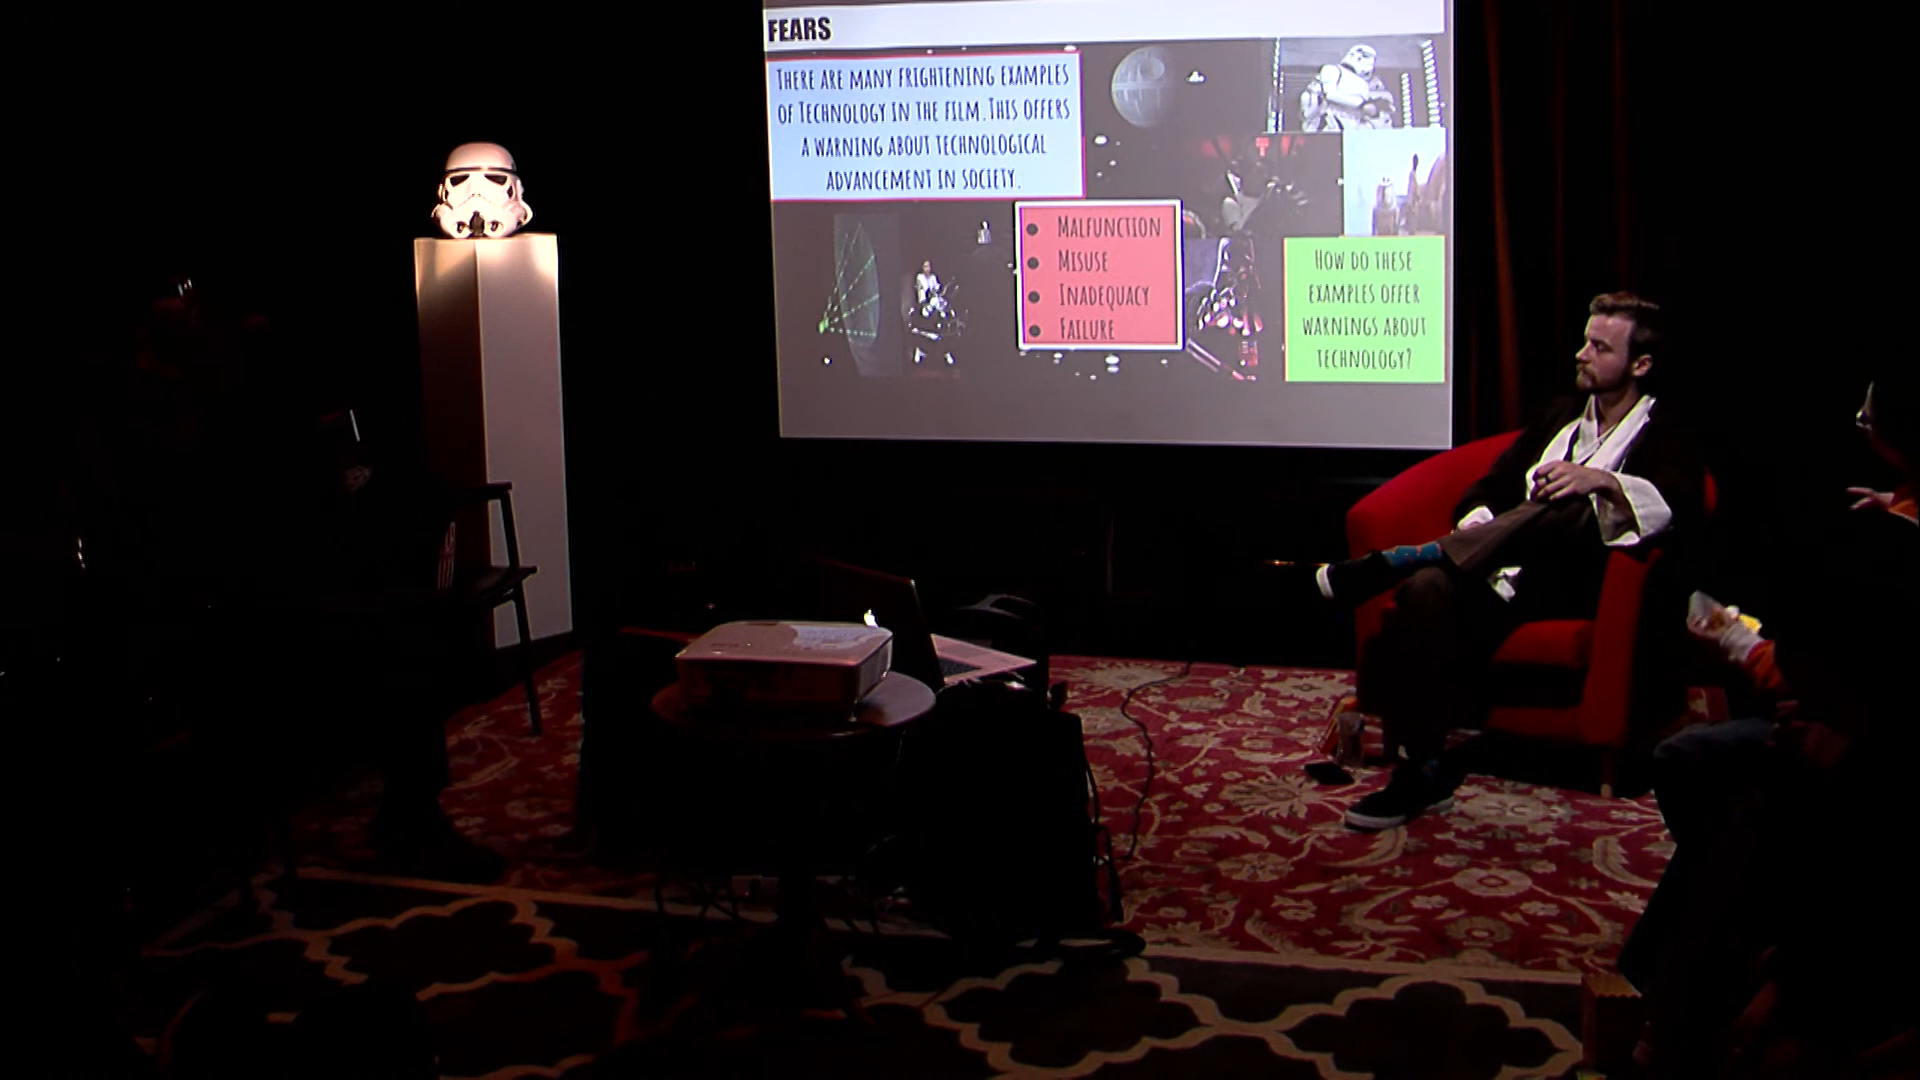 FEARS
THERE ARE MANY FRIGHTENING EXAMPLES
OF TECHNOLOGY IN THE FILM. THIS OFFERS
A WARNING ABOUT TECHNOLOGICAL
ADVANCEMENT IN SOCIETY.
MALFUNCTION
MISUSE
INADEQUACY
FAILURE
HOW DO THESE
EXAMPLES OFFER
WARNINGS ABOUT
TECHNOLOGY?